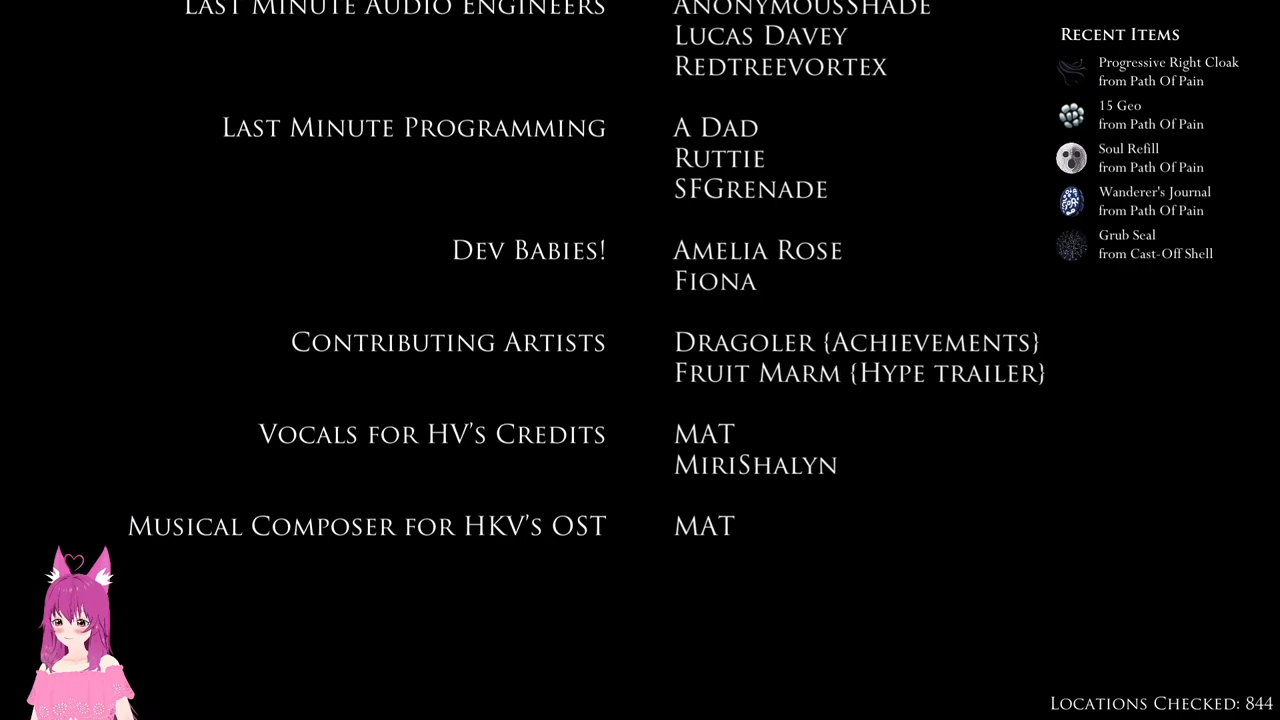 Last Minute Audio Engineers AnonymousShade
Lucas Davey
Redtreevortex
Last Minute Programming A Dad
Ruttie
SFGrenade
Dev Babies! Amelia Rose
Fiona
Contributing Artists Dragoler {Achievements}
Fruit Marm {Hype trailer}
Vocals for HV's Credits MAT
MiriShalyn
Musical Composer for HKV's OST MAT
Recent Items
Progressive Right Cloak
from Path Of Pain
15 Geo
from Path Of Pain
Soul Refill
from Path Of Pain
Wanderer's Journal
from Path Of Pain
Grub Seal
from Cast-Off Shell
Locations Checked: 844